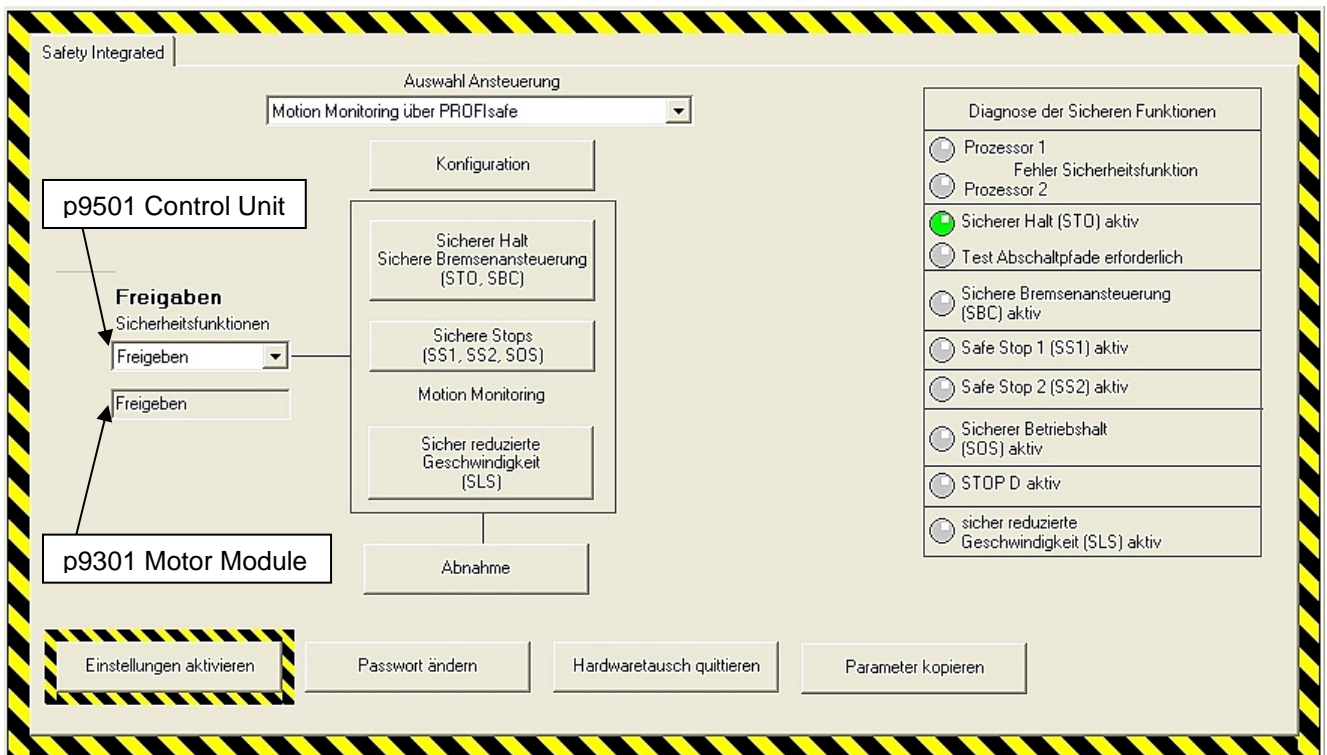 Safety Integrated
Auswahl Ansteuerung
Motion Monitoring über PROFIsafe
Konfiguration
p9501 Control Unit
Freigaben
Sicherheitsfunktionen
Freigeben
Freigeben
p9301 Motor Module
Sicherer Halt
Sichere Bremsenansteuerung
(STO, SBC)
Sichere Stops
(SS1, SS2, SOS)
Motion Monitoring
Sicher reduzierte
Geschwindigkeit
(SLS)
Abnahme
Diagnose der Sicheren Funktionen
Prozessor 1
Fehler Sicherheitsfunktion
Prozessor 2
Sicherer Halt (STO) aktiv
Test Abschaltpfade erforderlich
Sichere Bremsenansteuerung
(SBC) aktiv
Safe Stop 1 (SS1) aktiv
Safe Stop 2 (SS2) aktiv
Sicherer Betriebshalt
(SOS) aktiv
STOP D aktiv
sicher reduzierte
Geschwindigkeit (SLS) aktiv
Einstellungen aktivieren
Passwort ändern
Hardwaretausch quittieren
Parameter kopieren